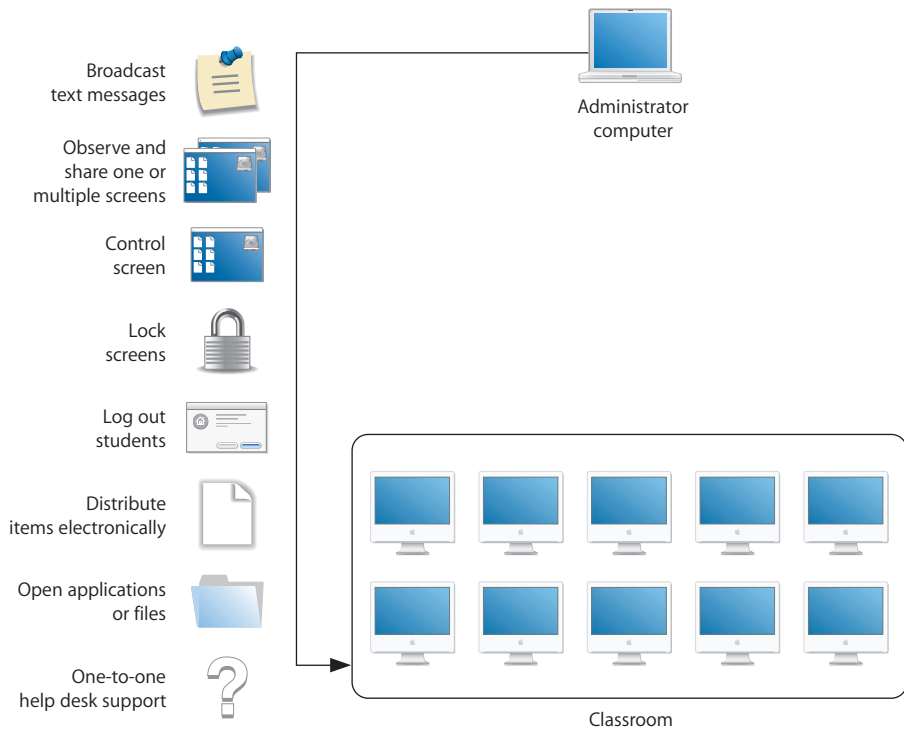 Broadcast
text messages
Observe and
share one or
multiple screens
Control
screen
Lock
screens
Log out
students
Distribute
items electronically
Open applications
or files
One-to-one
help desk support
Administrator
computer
Classroom